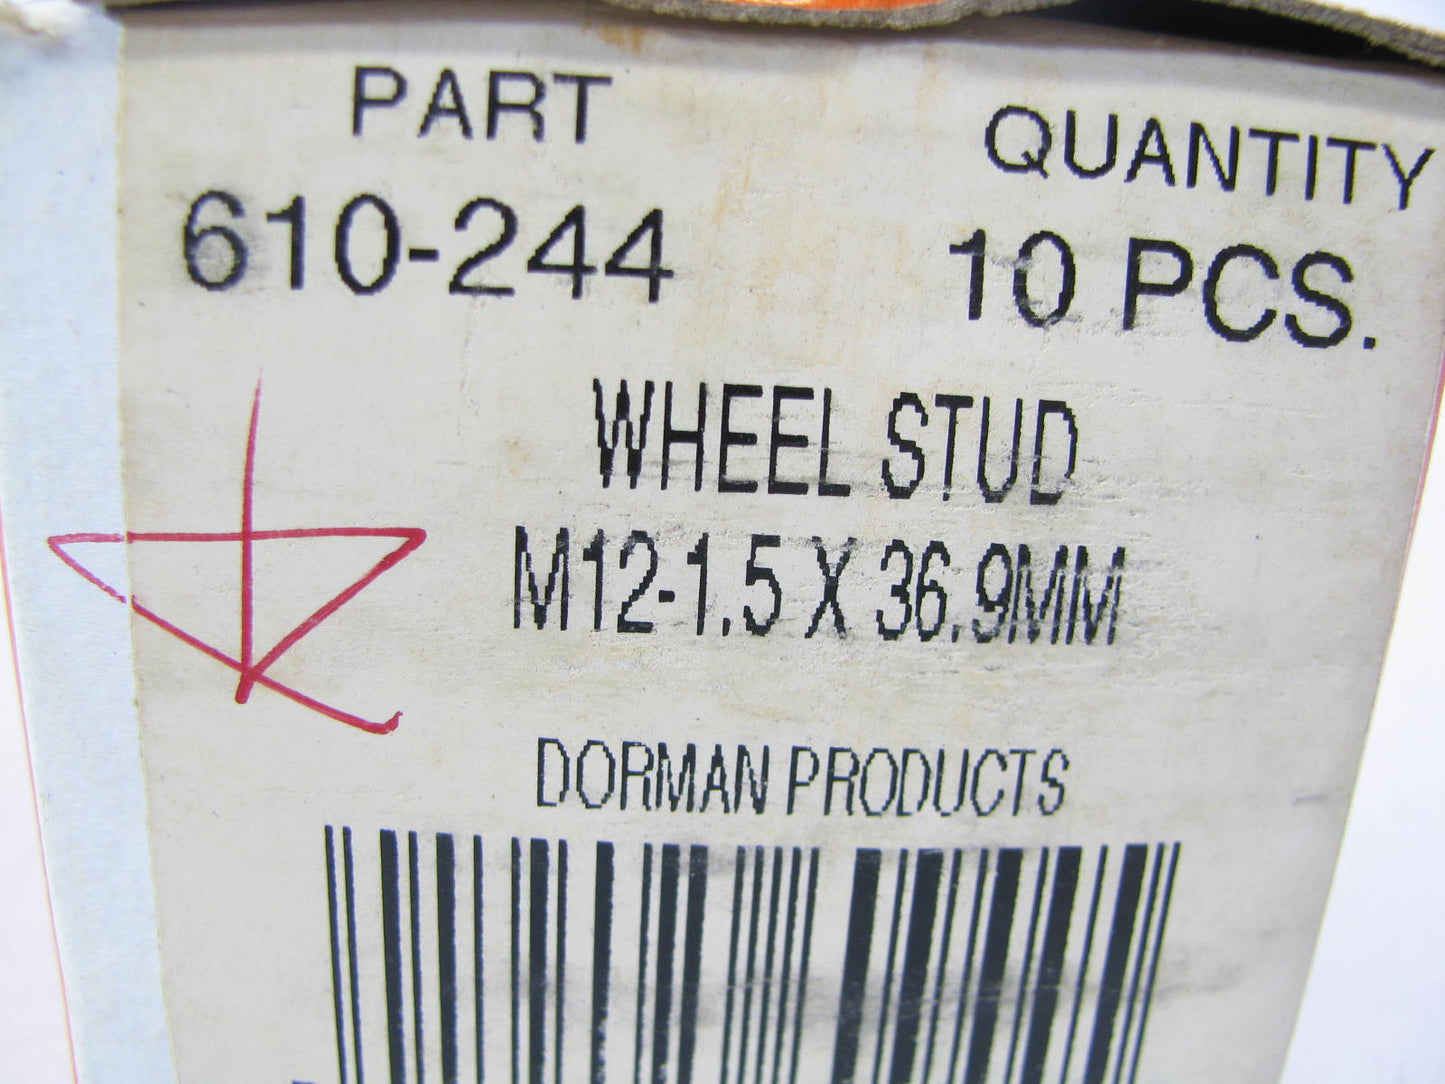 PART
610-244
QUANTITY
10 PCS.
WHEEL STUD
M12-1.5 X 36.9MM
DORMAN PRODUCTS